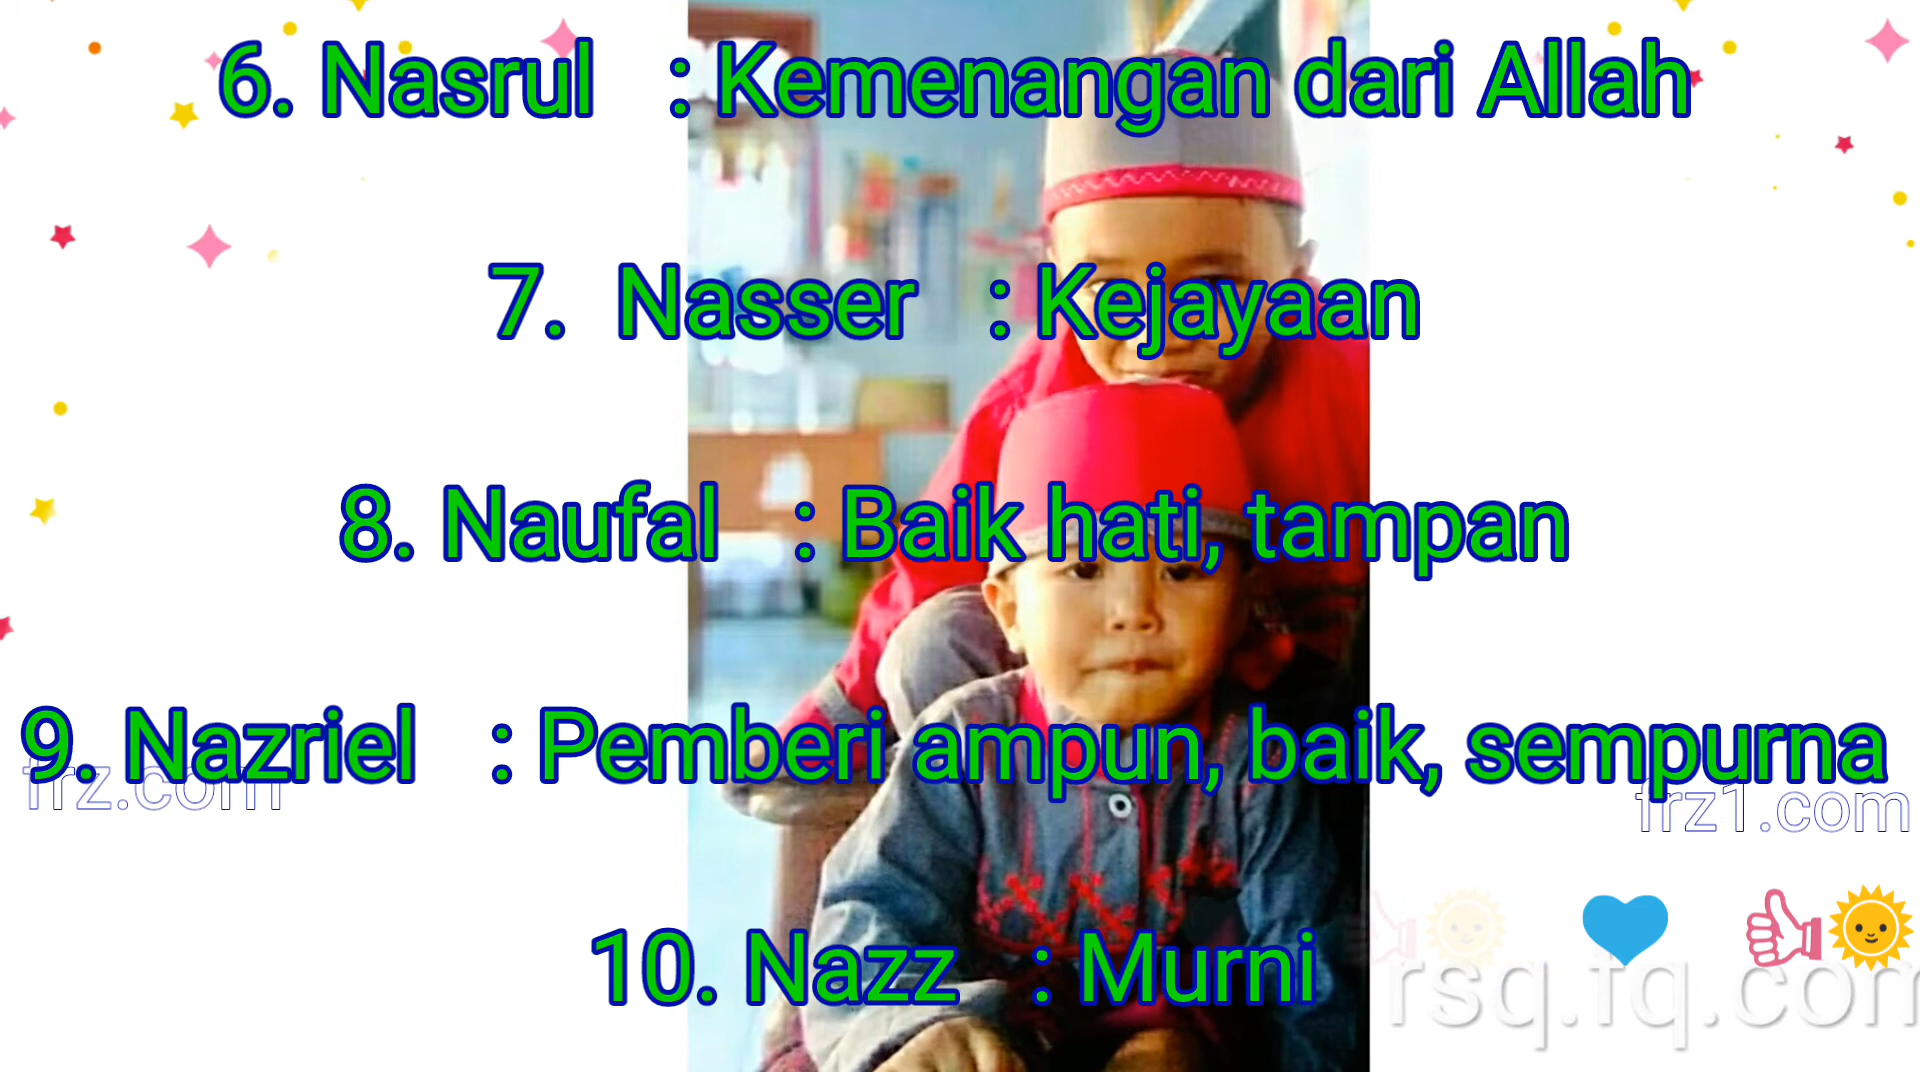 6. Nasrul : Kemenangan dari Allah
7. Nasser : Kejayaan
8. Naufal : Baik hati, tampan
9. Nazriel : Pemberi ampun, baik, sempurna
frz.com
frz1.com
10. Nazz : Murni
rsq.fq.com